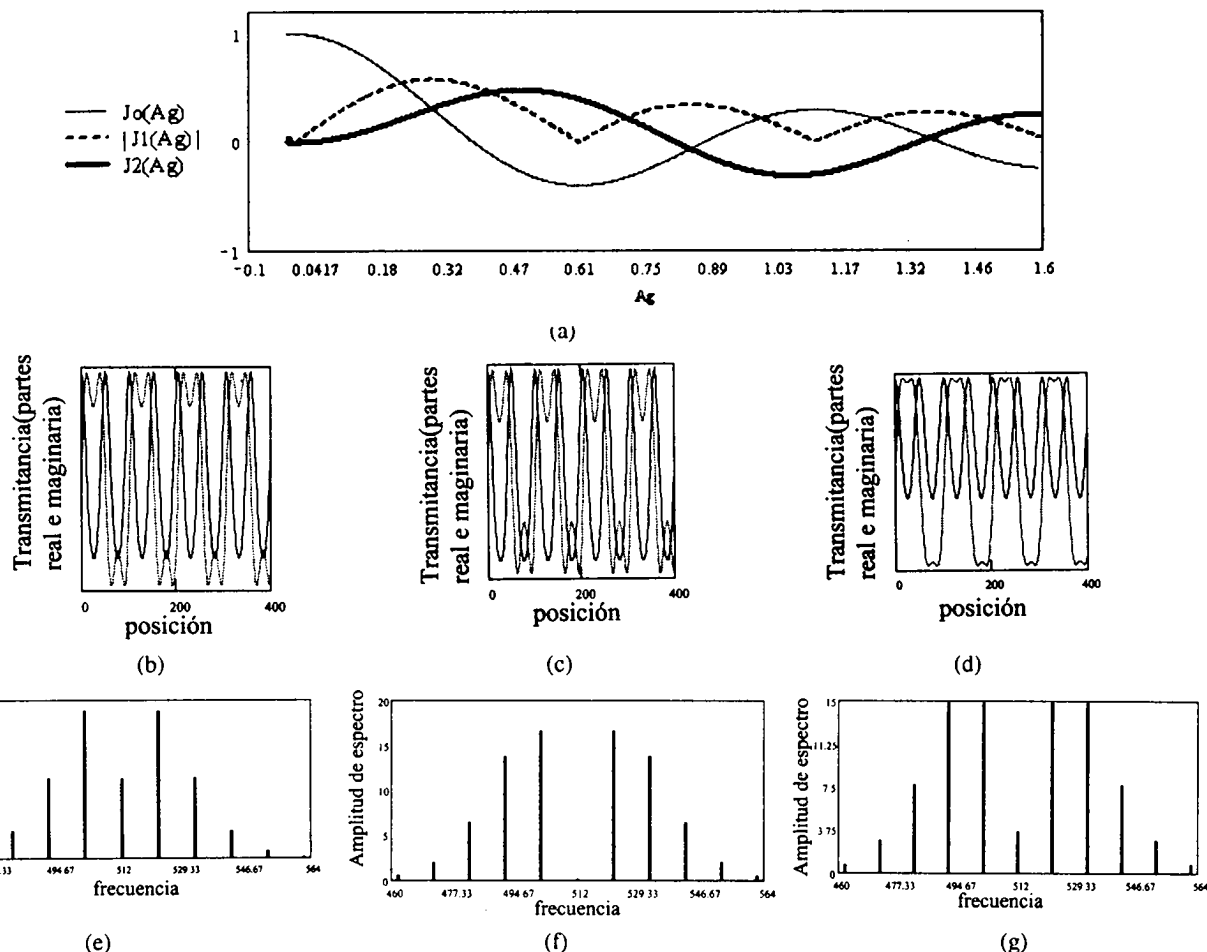 1
0
−1
Jo(Ag)
|J1(Ag)|
J2(Ag)
−0.1 0.0417 0.18 0.32 0.47 0.61 0.75 0.89 1.03 1.17 1.32 1.46 1.6
Ag
(a)
Transmitancia(partes
real e maginaria)
0 200 400
posición
(b)
Transmitancia(partes
real e maginaria)
0 200 400
posición
(c)
Transmitancia(partes
real e maginaria)
0 200 400
posición
(d)
.33 494.67 512 529.33 546.67 564
frecuencia
(e)
Amplitud de espectro
20
15
10
5
0
460 477.33 494.67 512 529 33 546.67 564
frecuencia
(f)
Amplitud de espectro
15
11.25
7.5
3 75
0
460 477.33 494 67 512 529 33 546.67 564
frecuencia
(g)